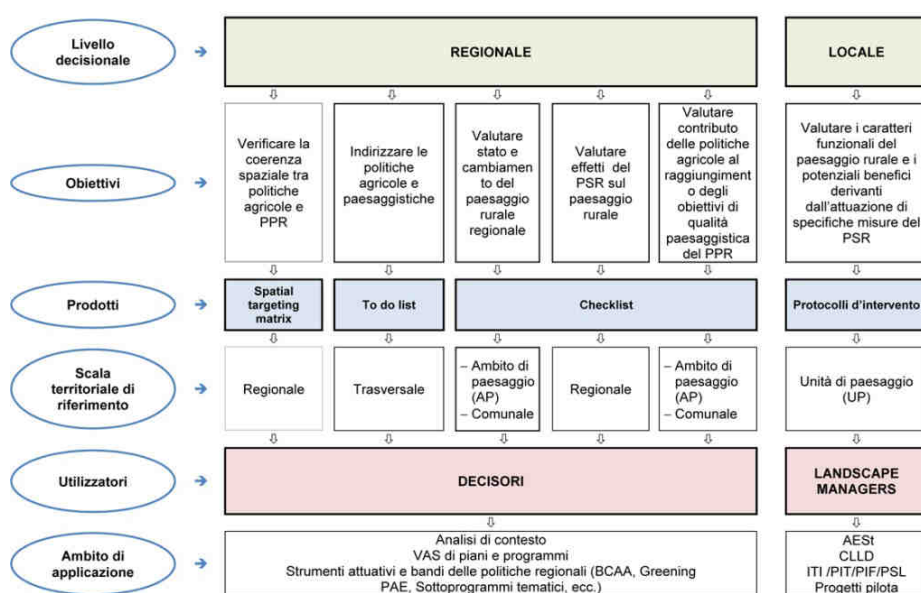 Livello
decisionale
REGIONALE
LOCALE
Obiettivi
Verificare la
coerenza
spaziale tra
politiche
agricole e
PPR
Indirizzare le
politiche
agricole e
paesaggistiche
Valutare
stato e
cambiamen
to del
paesaggio
rurale
regionale
Valutare
effetti del
PSR sul
paesaggio
rurale
Valutare
contributo
delle politiche
agricole al
raggiungiment
o degli
obiettivi di
qualità
paesaggistica
del PPR
Valutare i caratteri
funzionali del
paesaggio rurale e i
potenziali benefici
derivanti
dall'attuazione di
specifiche misure del
PSR
Prodotti
Spatial
targeting
matrix
To do list
Checklist
Protocolli d'intervento
Scala
territoriale di
riferimento
Regionale
Trasversale
– Ambito di
paesaggio
(AP)
– Comunale
Regionale
– Ambito di
paesaggio
(AP)
– Comunale
Unità di paesaggio
(UP)
Utilizzatori
DECISORI
LANDSCAPE
MANAGERS
Ambito di
applicazione
Analisi di contesto
VAS di piani e programmi
Strumenti attuativi e bandi delle politiche regionali (BCAA, Greening
PAE, Sottoprogrammi tematici, ecc.)
AESt
CLLD
ITI /PIT/PIF/PSL
Progetti pilota